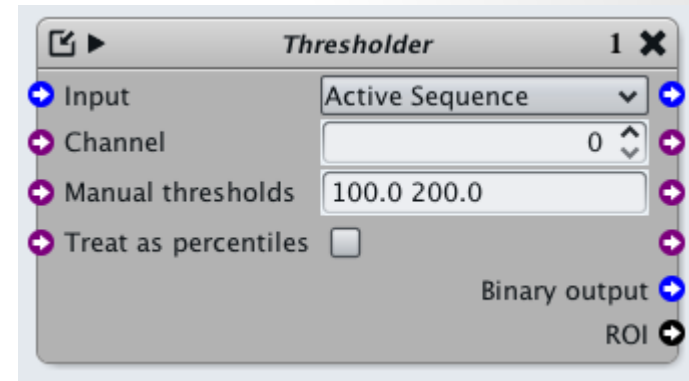 Thresholder 1
Input Active Sequence
Channel 0
Manual thresholds 100.0 200.0
Treat as percentiles
Binary output
ROI